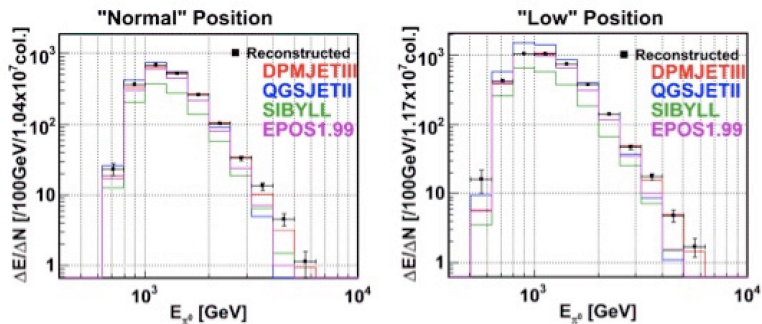 "Normal" Position
ΔE/ΔN [/100GeV/1.04x10⁷col.]
10³
10²
10
1
Reconstructed
DPMJETIII
QGSJETII
SIBYLL
EPOS1.99
10³
10⁴
E_π⁰ [GeV]
"Low" Position
ΔE/ΔN [/100GeV/1.17x10⁷col.]
10³
10²
10
1
Reconstructed
DPMJETIII
QGSJETII
SIBYLL
EPOS1.99
10³
10⁴
E_π⁰ [GeV]